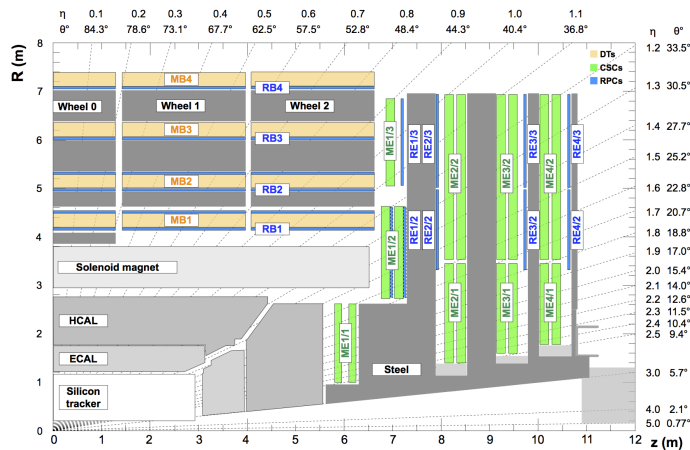 η 0.1 0.2 0.3 0.4 0.5 0.6 0.7 0.8 0.9 1.0 1.1 η θ°
θ° 84.3° 78.6° 73.1° 67.7° 62.5° 57.5° 52.8° 48.4° 44.3° 40.4° 36.8°
R (m)
8
7
6
5
4
3
2
1
0
1.2 33.5°
1.3 30.5°
1.4 27.7°
1.5 25.2°
1.6 22.8°
1.7 20.7°
1.8 18.8°
1.9 17.0°
2.0 15.4°
2.1 14.0°
2.2 12.6°
2.3 11.5°
2.4 10.4°
2.5 9.4°
3.0 5.7°
4.0 2.1°
5.0 0.77°
DTs
CSCs
RPCs
MB4
RB4
Wheel 0
Wheel 1
Wheel 2
MB3
RB3
MB2
RB2
MB1
RB1
Solenoid magnet
HCAL
ECAL
Silicon
tracker
Steel
ME1/3
ME1/2
ME1/1
RE1/3
RE2/3
RE1/2
RE2/2
ME2/2
ME2/1
ME3/2
ME3/1
RE3/3
RE3/2
ME4/2
ME4/1
RE4/3
RE4/2
0 1 2 3 4 5 6 7 8 9 10 11 12
z (m)